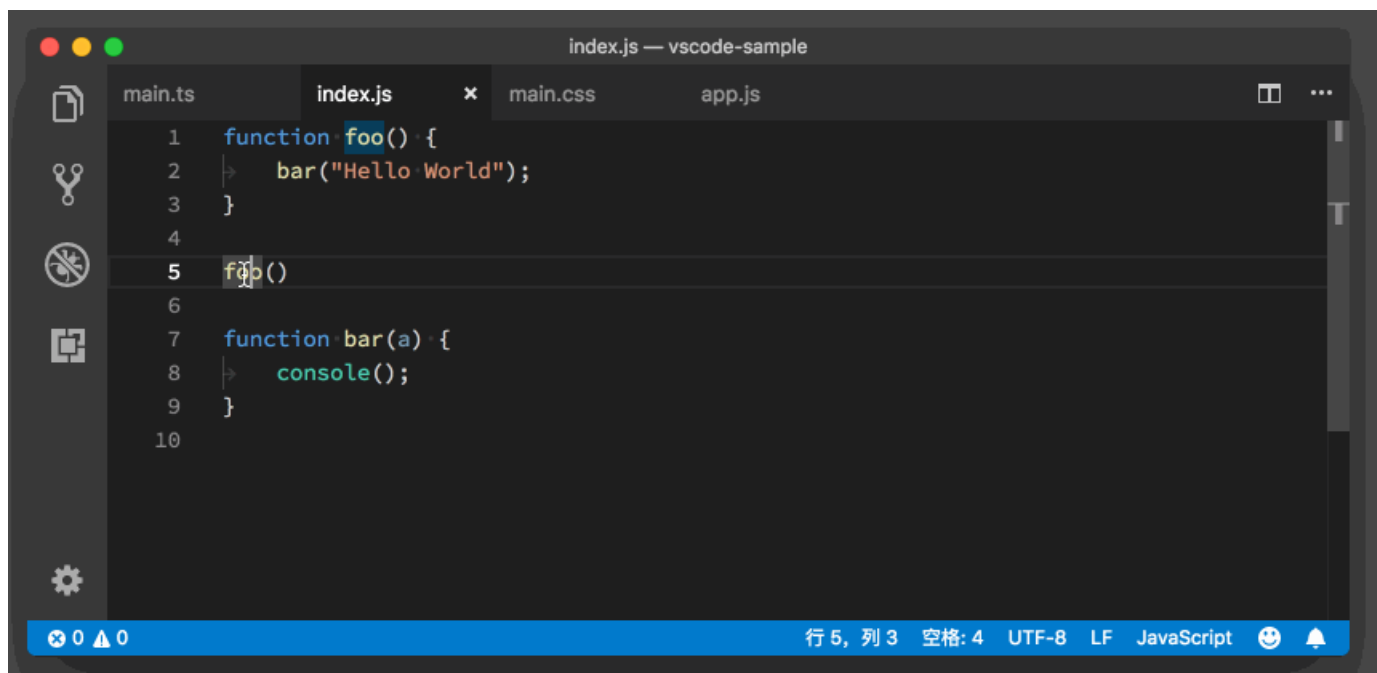 index.js — vscode-sample
main.ts index.js × main.css app.js ···
1 function foo() {
2 bar("Hello World");
3 }
4
5 foo()
6
7 function bar(a) {
8 console();
9 }
10
0 0 行 5，列 3 空格: 4 UTF-8 LF JavaScript